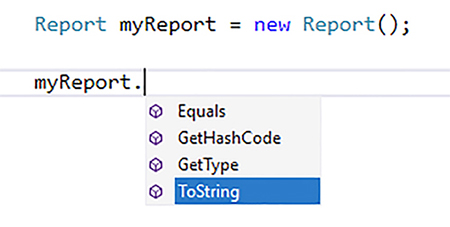 Report myReport = new Report();
myReport.
Equals
GetHashCode
GetType
ToString